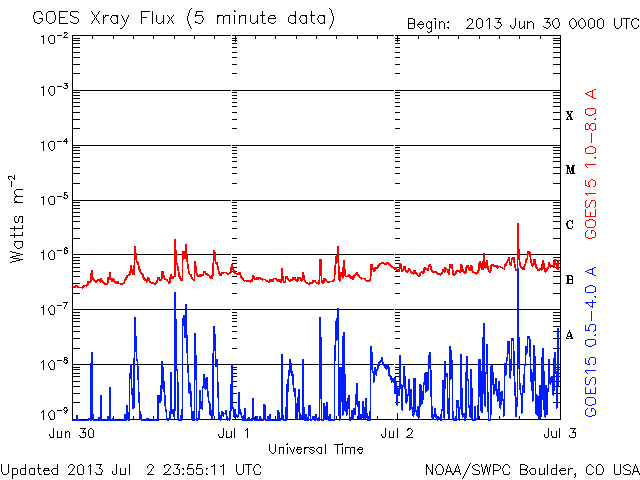 GOES Xray Flux (5 minute data)
Begin: 2013 Jun 30 0000 UTC
10-2
10-3
10-4
10-5
10-6
10-7
10-8
10-9
Watts m-2
X
M
C
B
A
GOES15 1.0-8.0 A
GOES15 0.5-4.0 A
Jun 30
Jul 1
Jul 2
Jul 3
Universal Time
Updated 2013 Jul 2 23:55:11 UTC
NOAA/SWPC Boulder, CO USA